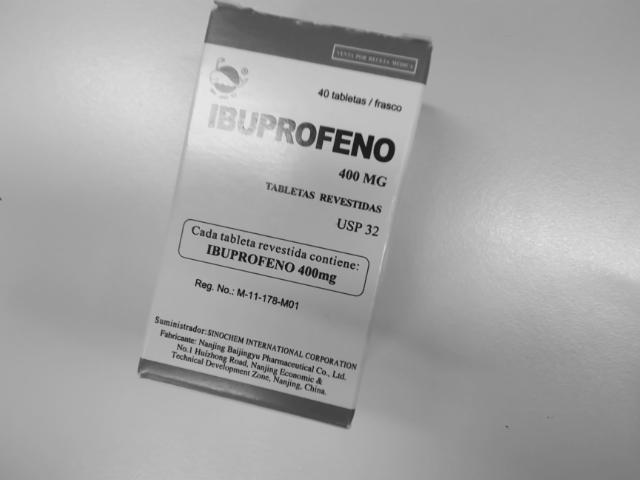 VENTA POR RECETA MEDICA
40 tabletas / frasco
IBUPROFENO
400 MG
TABLETAS REVESTIDAS
USP 32
Cada tableta revestida contiene:
IBUPROFENO 400mg
Reg. No.: M-11-178-M01
Suministrador:SINOCHEM INTERNATIONAL CORPORATION
Fabricante: Nanjing Baijingyu Pharmaceutical Co., Ltd.
No.1 Huizhong Road, Nanjing Economic &
Technical Development Zone, Nanjing, China.